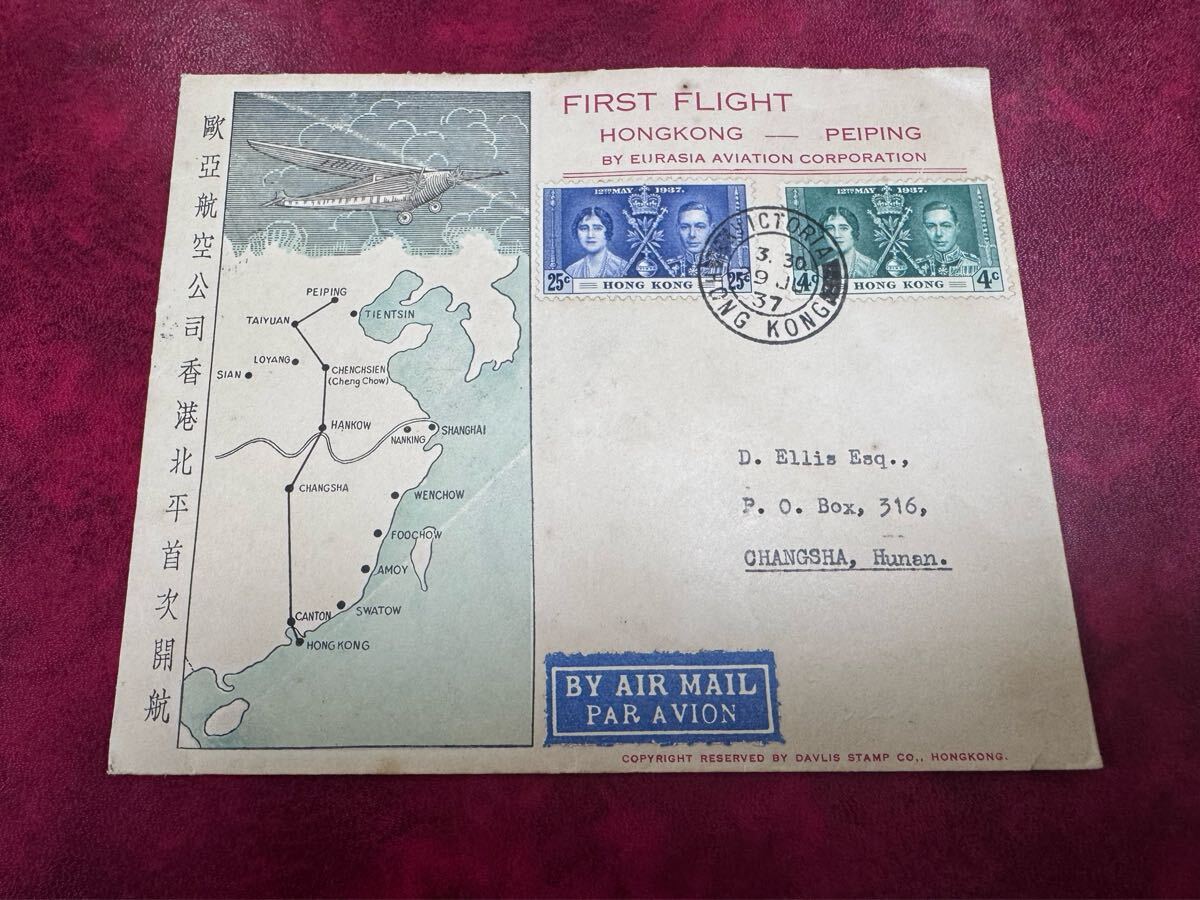 歐亞航空公司香港北平首次開航
FIRST FLIGHT
HONGKONG — PEIPING
BY EURASIA AVIATION CORPORATION
12TH MAY 1937.
25c 25c
HONG KONG
12TH MAY 1937.
4c 4c
HONG KONG
VICTORIA
3. 30
9 JU
37
HONG KONG
PEIPING
TIENTSIN
TAIYUAN
LOYANG
SIAN
CHENCHSIEN
(Cheng Chow)
HANKOW
NANKING
SHANGHAI
CHANGSHA
WENCHOW
FOOCHOW
AMOY
SWATOW
CANTON
HONGKONG
D. Ellis Esq.,
P. O. Box, 316,
CHANGSHA, Hunan.
BY AIR MAIL
PAR AVION
COPYRIGHT RESERVED BY DAVLIS STAMP CO., HONGKONG.